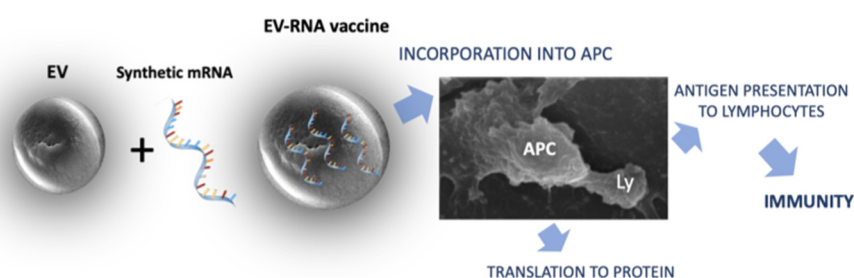 EV-RNA vaccine
EV
Synthetic mRNA
+
INCORPORATION INTO APC
APC
Ly
ANTIGEN PRESENTATION
TO LYMPHOCYTES
IMMUNITY
TRANSLATION TO PROTEIN